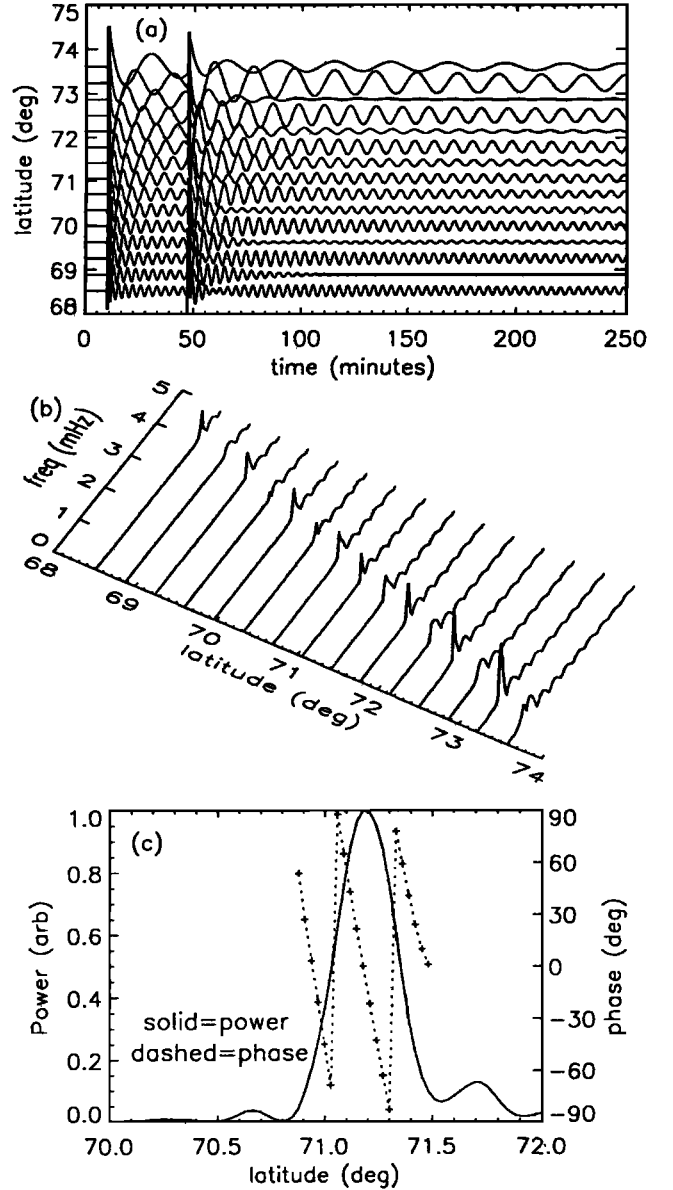 (a)
75
74
73
72
71
70
69
68
latitude (deg)
0 50 100 150 200 250
time (minutes)
(b)
5
4
3
2
1
0
freq (mHz)
68 69 70 71 72 73 74
latitude (deg)
(c)
1.0
0.8
0.6
0.4
0.2
0.0
Power (arb)
90
60
30
0
-30
-60
-90
phase (deg)
solid=power
dashed=phase
70.0 70.5 71.0 71.5 72.0
latitude (deg)